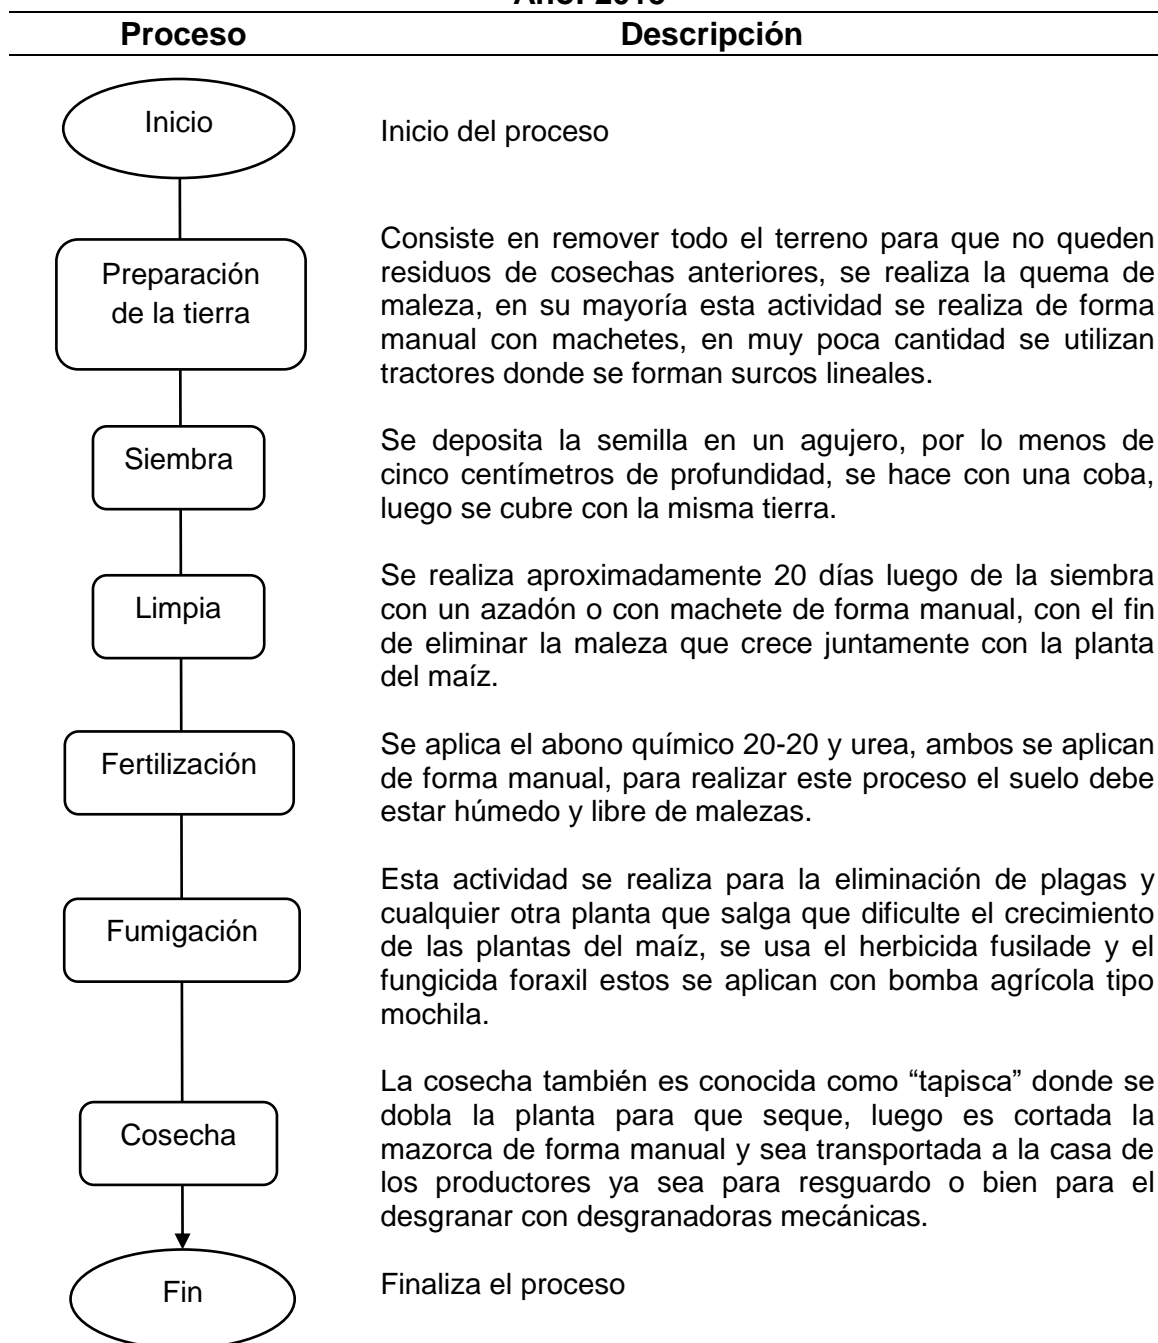 Proceso Descripción
Inicio
Inicio del proceso
Preparación
de la tierra
Consiste en remover todo el terreno para que no queden
residuos de cosechas anteriores, se realiza la quema de
maleza, en su mayoría esta actividad se realiza de forma
manual con machetes, en muy poca cantidad se utilizan
tractores donde se forman surcos lineales.
Siembra
Se deposita la semilla en un agujero, por lo menos de
cinco centímetros de profundidad, se hace con una coba,
luego se cubre con la misma tierra.
Limpia
Se realiza aproximadamente 20 días luego de la siembra
con un azadón o con machete de forma manual, con el fin
de eliminar la maleza que crece juntamente con la planta
del maíz.
Fertilización
Se aplica el abono químico 20-20 y urea, ambos se aplican
de forma manual, para realizar este proceso el suelo debe
estar húmedo y libre de malezas.
Fumigación
Esta actividad se realiza para la eliminación de plagas y
cualquier otra planta que salga que dificulte el crecimiento
de las plantas del maíz, se usa el herbicida fusilade y el
fungicida foraxil estos se aplican con bomba agrícola tipo
mochila.
Cosecha
La cosecha también es conocida como “tapisca” donde se
dobla la planta para que seque, luego es cortada la
mazorca de forma manual y sea transportada a la casa de
los productores ya sea para resguardo o bien para el
desgranar con desgranadoras mecánicas.
Fin
Finaliza el proceso